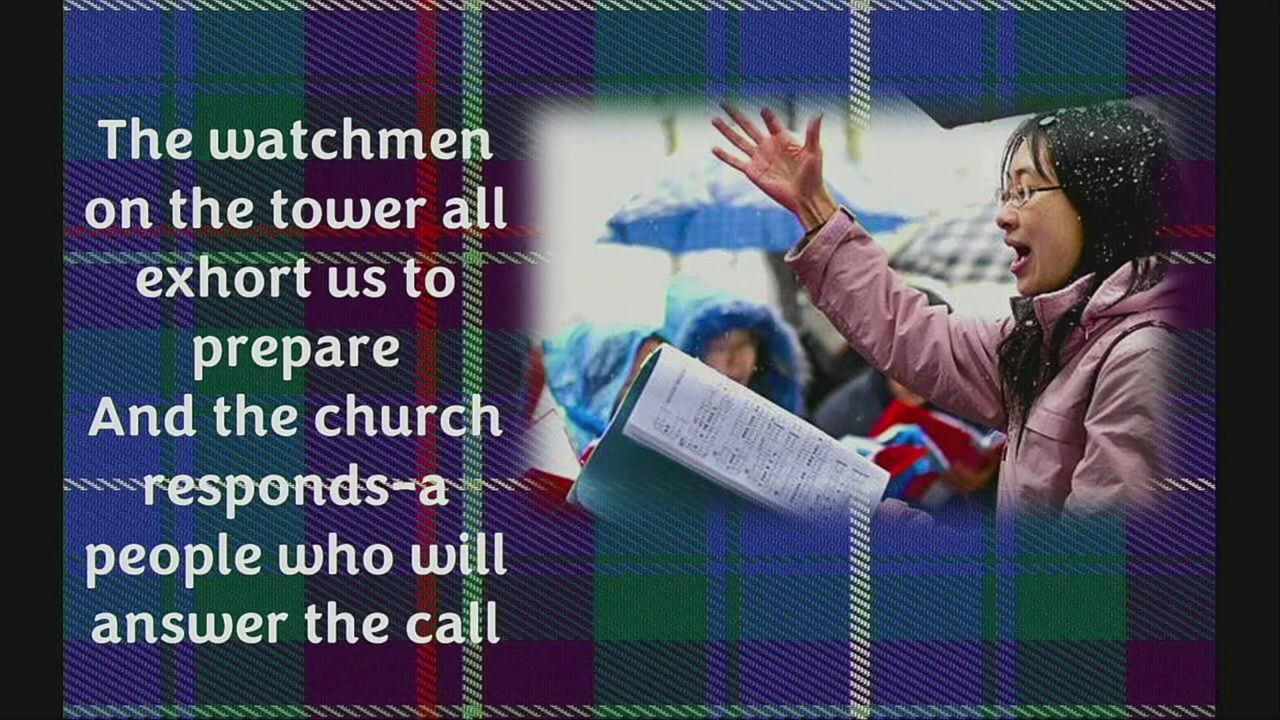 The watchmen
on the tower all
exhort us to
prepare
And the church
responds-a
people who will
answer the call